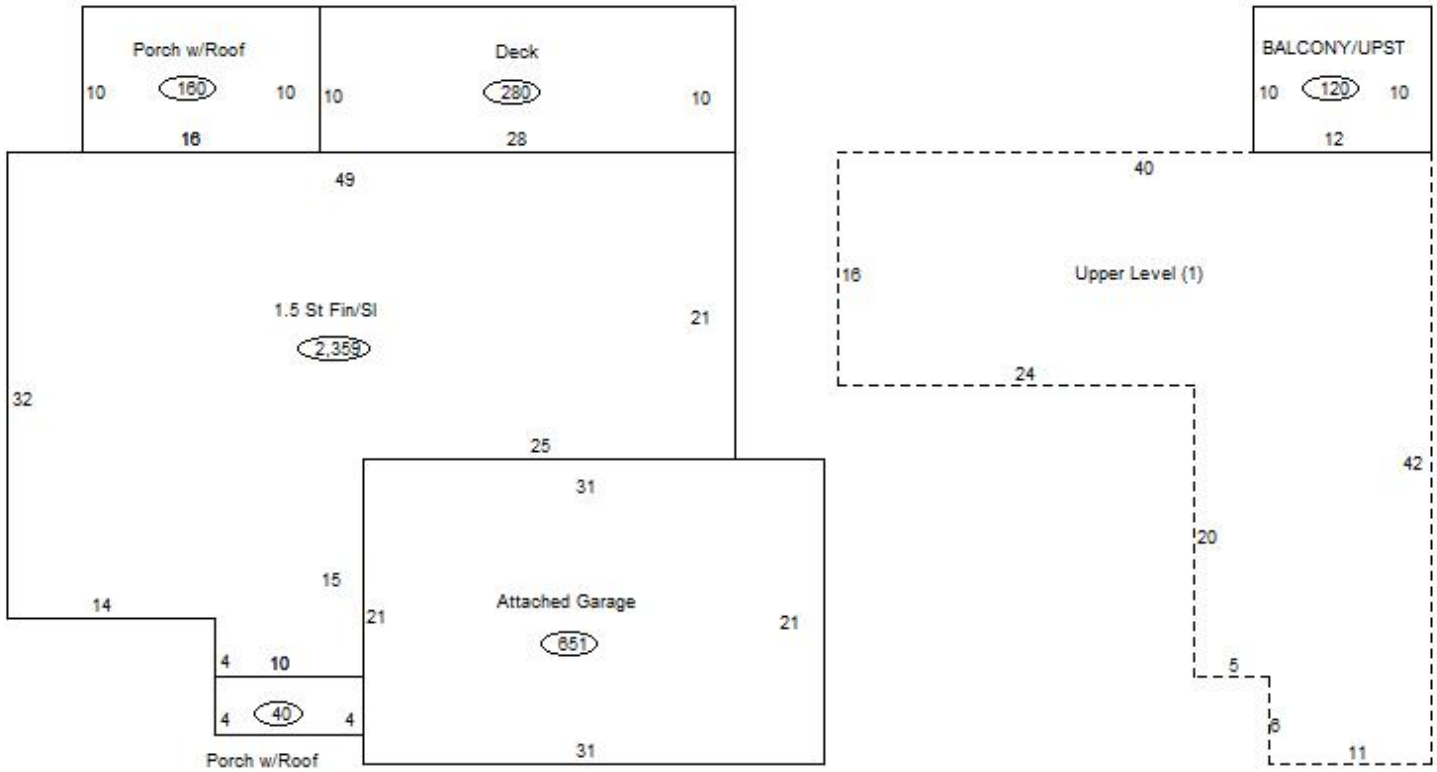 Porch w/Roof
10 160 10
16
Deck
10 280 10
28
BALCONY/UPST
10 120 10
12
49
1.5 St Fin/Sl
2,359
32
21
25
14
15
4 10
4 40 4
Porch w/Roof
31
Attached Garage
21 651 21
31
40
16
Upper Level (1)
24
42
20
5
6
11